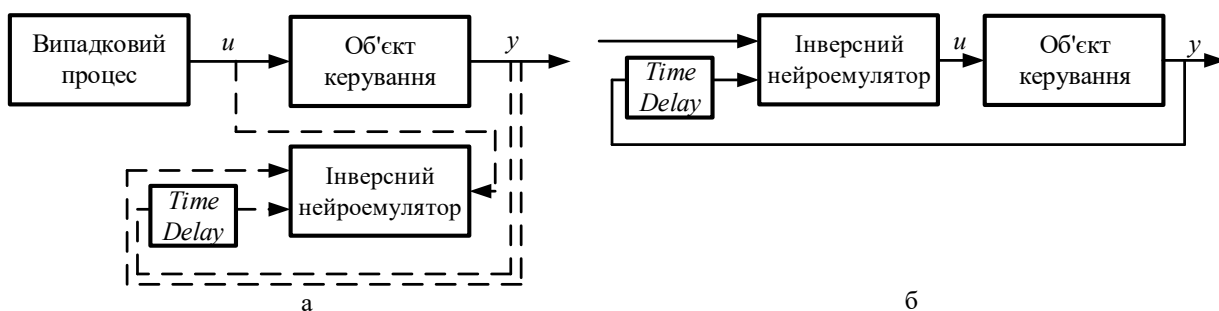 Випадковий
процес
u
Об'єкт
керування
y
Інверсний
нейроемулятор
Time
Delay
а
Time
Delay
Інверсний
нейроемулятор
u
Об'єкт
керування
y
б